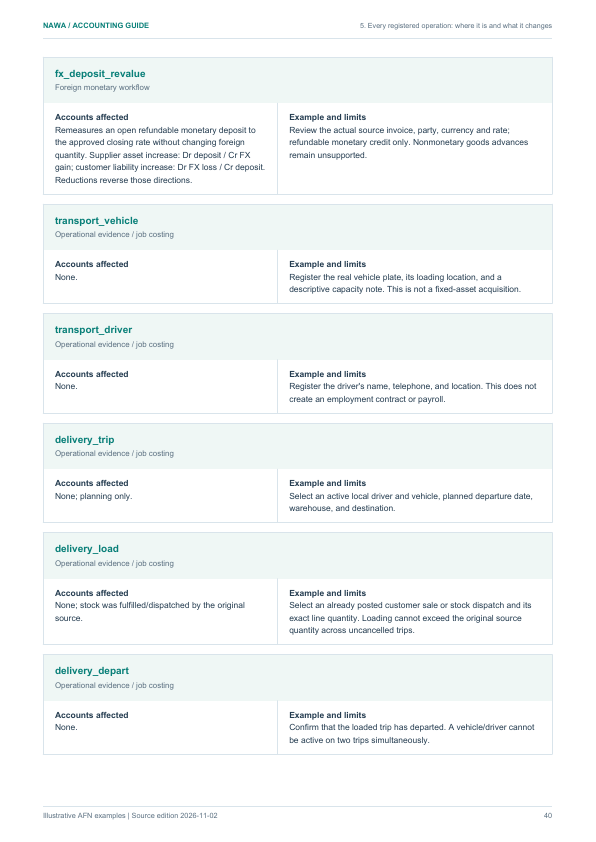 NAWA / ACCOUNTING GUIDE
5. Every registered operation: where it is and what it changes
fx_deposit_revalue
Foreign monetary workflow
Accounts affected
Remeasures an open refundable monetary deposit to
the approved closing rate without changing foreign
quantity. Supplier asset increase: Dr deposit / Cr FX
gain; customer liability increase: Dr FX loss / Cr deposit.
Reductions reverse those directions.
Example and limits
Review the actual source invoice, party, currency and rate;
refundable monetary credit only. Nonmonetary goods advances
remain unsupported.
transport_vehicle
Operational evidence / job costing
Accounts affected
None.
Example and limits
Register the real vehicle plate, its loading location, and a
descriptive capacity note. This is not a fixed-asset acquisition.
transport_driver
Operational evidence / job costing
Accounts affected
None.
Example and limits
Register the driver's name, telephone, and location. This does not
create an employment contract or payroll.
delivery_trip
Operational evidence / job costing
Accounts affected
None; planning only.
Example and limits
Select an active local driver and vehicle, planned departure date,
warehouse, and destination.
delivery_load
Operational evidence / job costing
Accounts affected
None; stock was fulfilled/dispatched by the original
source.
Example and limits
Select an already posted customer sale or stock dispatch and its
exact line quantity. Loading cannot exceed the original source
quantity across uncancelled trips.
delivery_depart
Operational evidence / job costing
Accounts affected
None.
Example and limits
Confirm that the loaded trip has departed. A vehicle/driver cannot
be active on two trips simultaneously.
Illustrative AFN examples | Source edition 2026-11-02
40